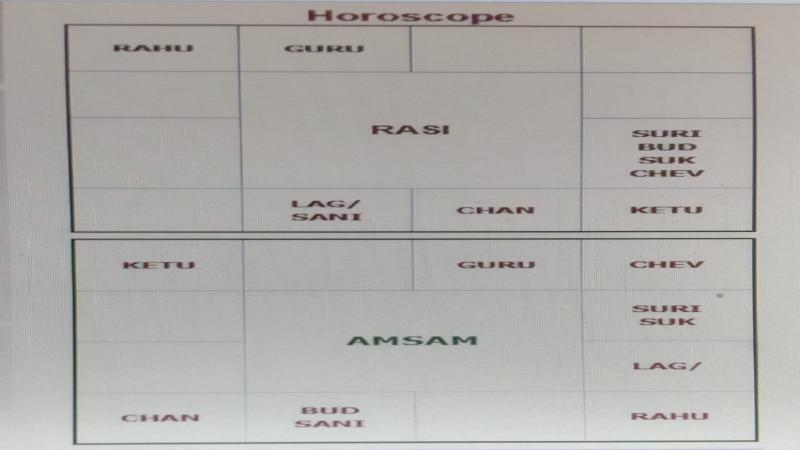 Horoscope
RAHU GURU
RASI
SURI
BUD
SUK
CHEV
LAG/
SANI CHAN KETU
KETU GURU CHEV
SURI
SUK
AMSAM
LAG/
CHAN BUD
SANI RAHU